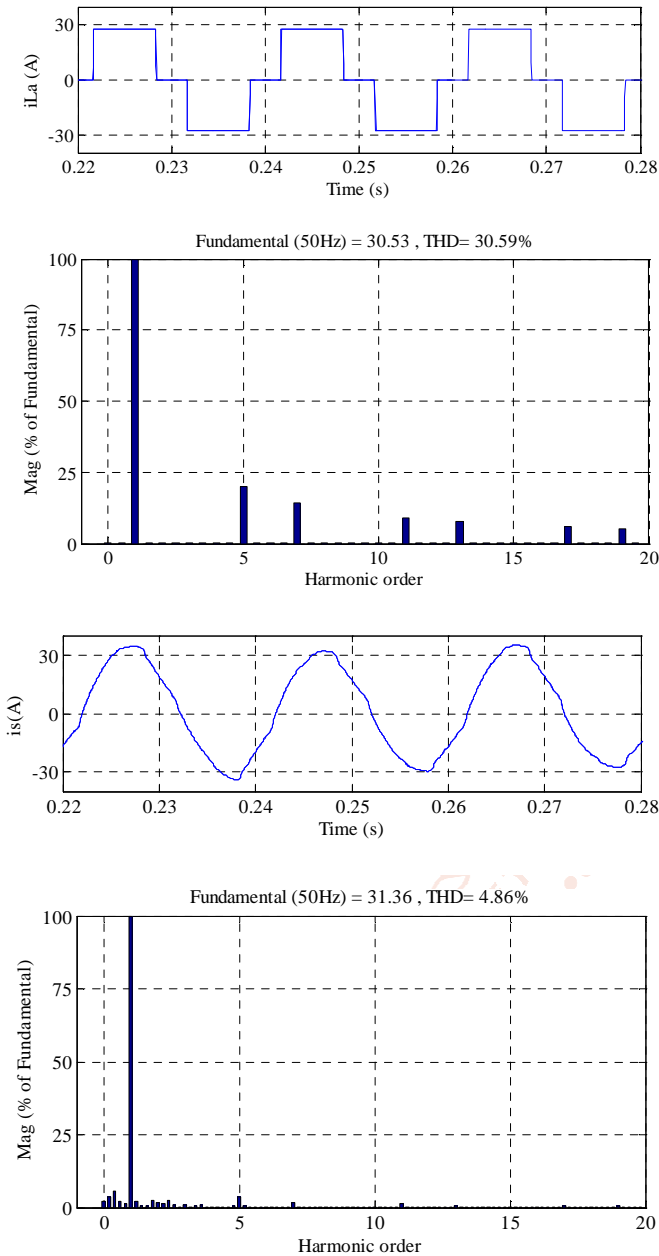 30
0
-30
iLa (A)
0.22 0.23 0.24 0.25 0.26 0.27 0.28
Time (s)
Fundamental (50Hz) = 30.53 , THD= 30.59%
100
75
50
25
0
Mag (% of Fundamental)
0 5 10 15 20
Harmonic order
30
0
-30
is(A)
0.22 0.23 0.24 0.25 0.26 0.27 0.28
Time (s)
Fundamental (50Hz) = 31.36 , THD= 4.86%
100
75
50
25
0
Mag (% of Fundamental)
0 5 10 15 20
Harmonic order